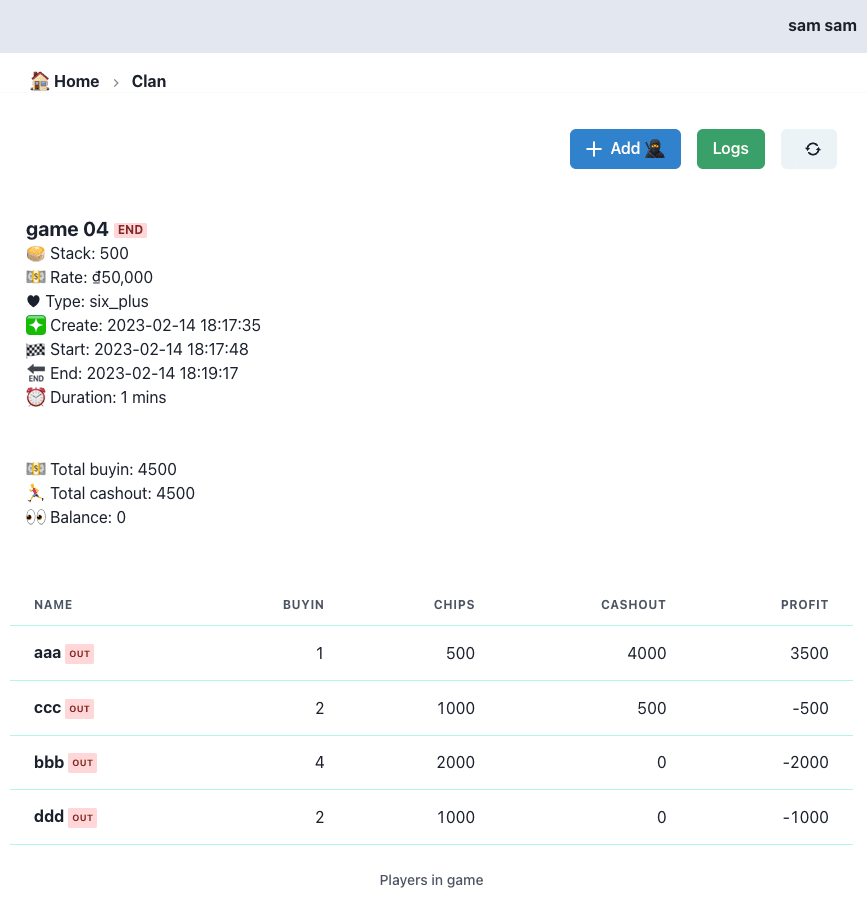 sam sam
Home › Clan
+ Add Logs
game 04 END
Stack: 500
Rate: ₫50,000
Type: six_plus
Create: 2023-02-14 18:17:35
Start: 2023-02-14 18:17:48
END End: 2023-02-14 18:19:17
Duration: 1 mins
Total buyin: 4500
Total cashout: 4500
Balance: 0
NAME BUYIN CHIPS CASHOUT PROFIT
aaa OUT 1 500 4000 3500
ccc OUT 2 1000 500 -500
bbb OUT 4 2000 0 -2000
ddd OUT 2 1000 0 -1000
Players in game